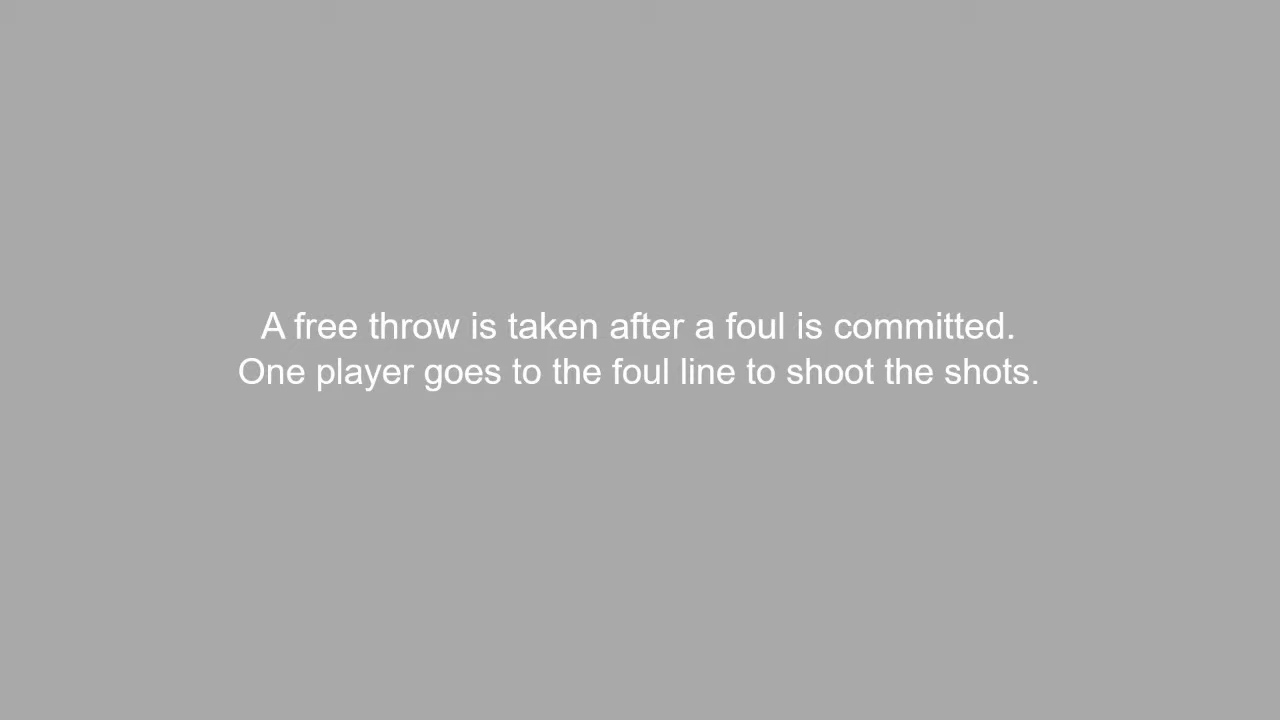 A free throw is taken after a foul is committed.
One player goes to the foul line to shoot the shots.